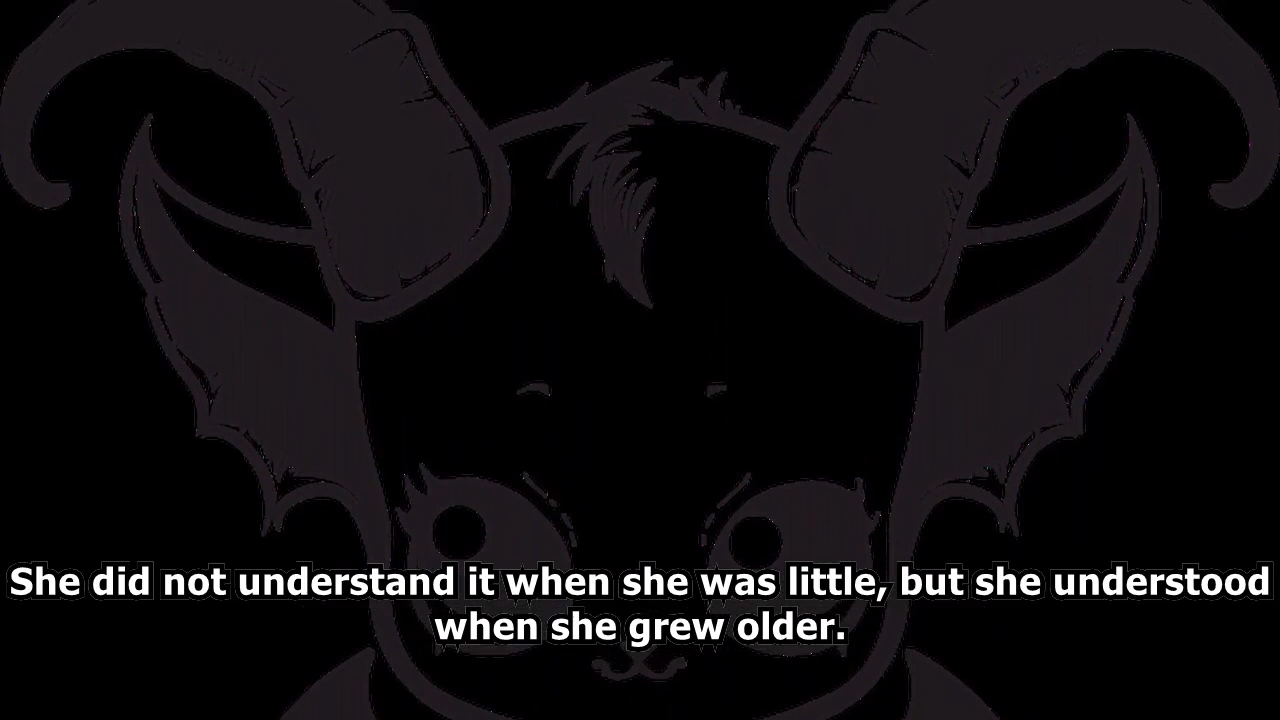 She did not understand it when she was little, but she understood
when she grew older.